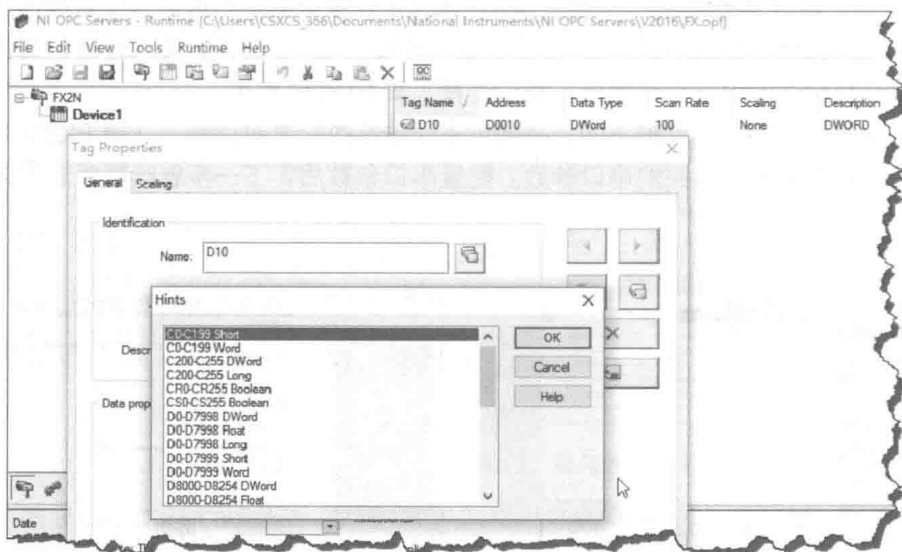 NI OPC Servers - Runtime [C:\Users\CSXCS_366\Documents\National Instruments\NI OPC Servers\V2016\FX.opf]
File Edit View Tools Runtime Help
FX2N
Device1
Tag Name / Address Data Type Scan Rate Scaling Description
D10 D0010 DWord 100 None DWORD
Tag Properties
General Scaling
Identification
Name: D10
Hints
C0-C199 Short
C0-C199 Word
C200-C255 DWord
C200-C255 Long
CR0-CR255 Boolean
CS0-CS255 Boolean
D0-D7998 DWord
D0-D7998 Float
D0-D7998 Long
D0-D7999 Short
D0-D7999 Word
D8000-D8254 DWord
D8000-D8254 Float
OK
Cancel
Help
Descr
Data prop
Date